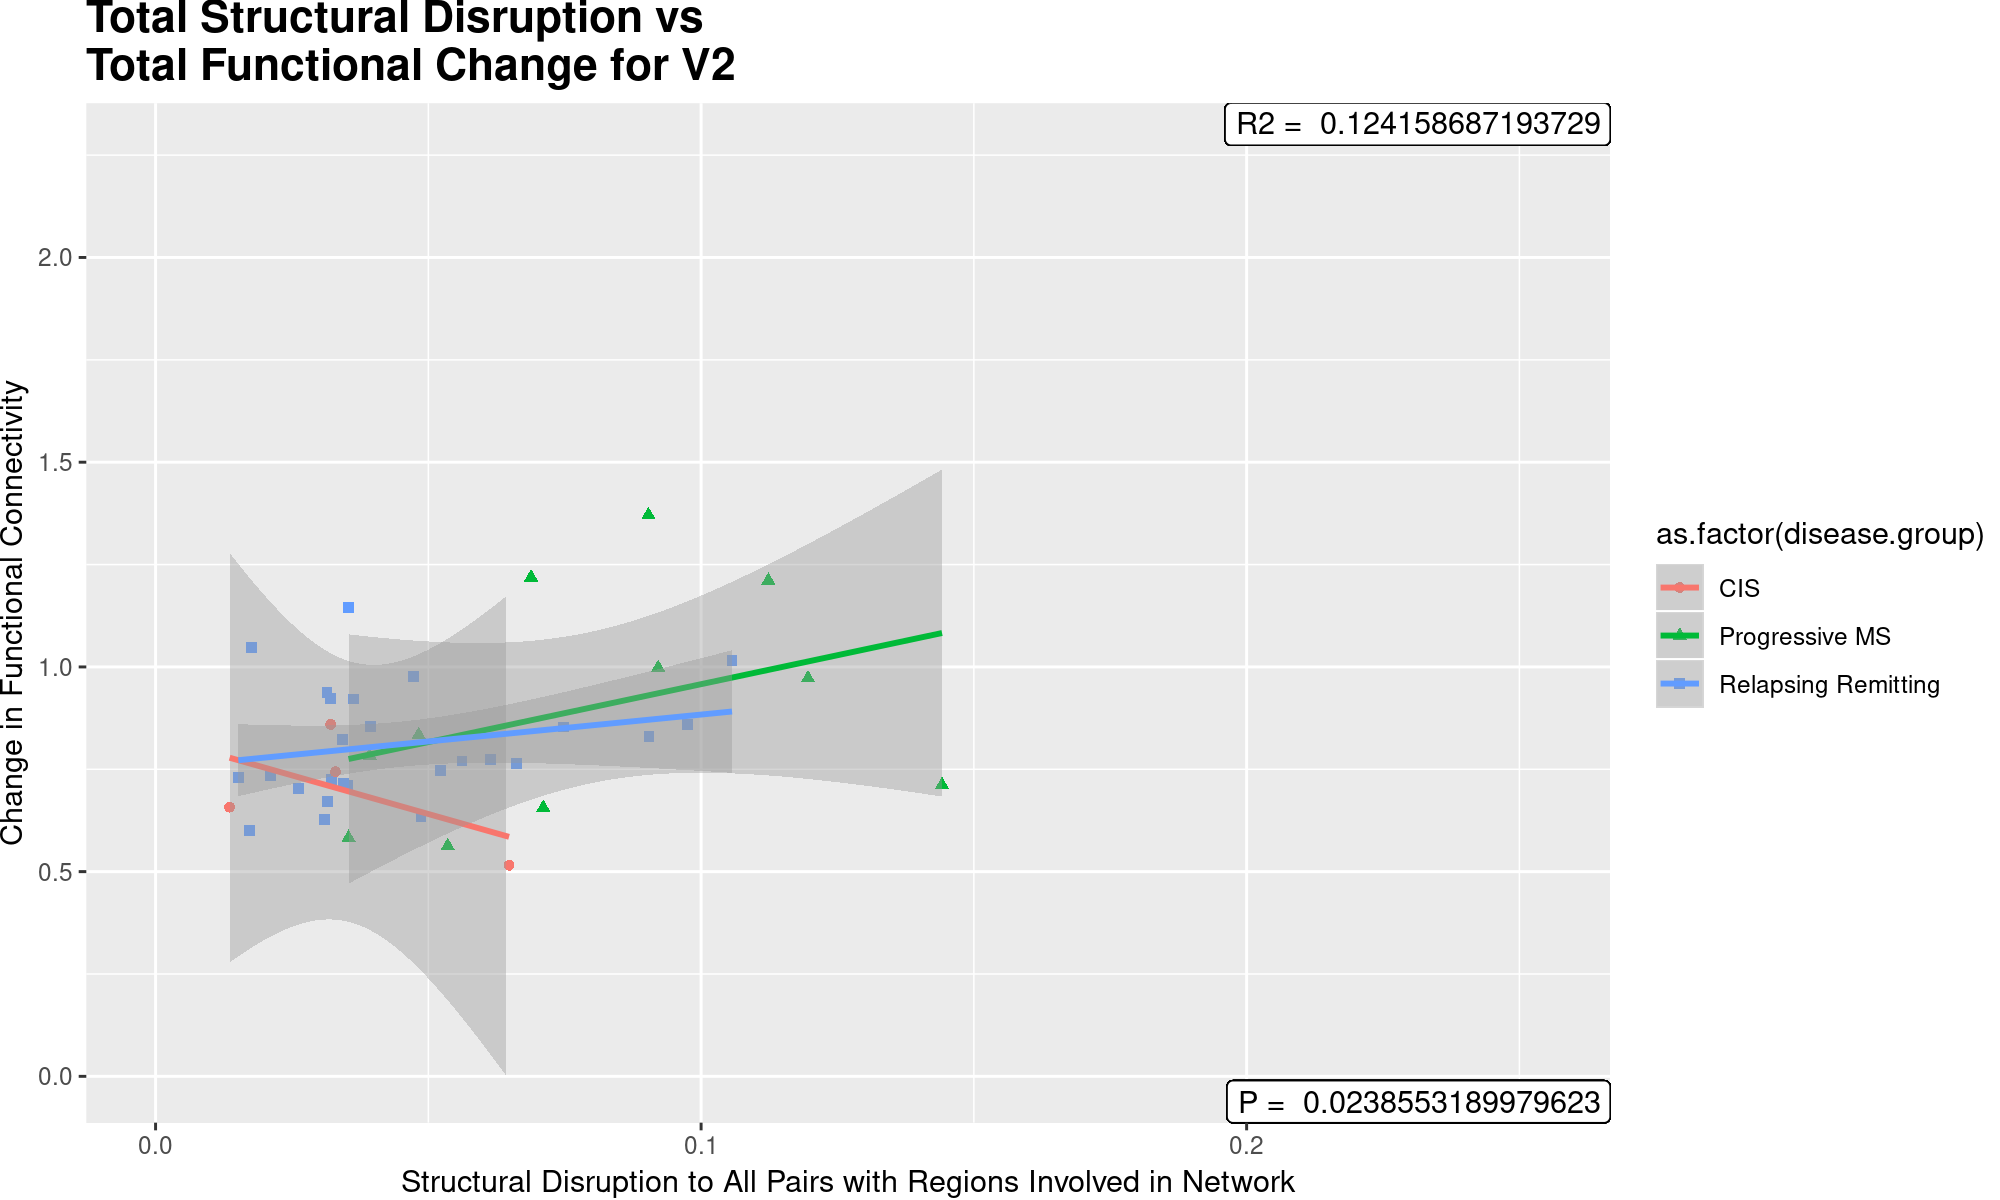 Total Structural Disruption vs
Total Functional Change for V2
R2 =  0.124158687193729
Change in Functional Connectivity
2.0
1.5
1.0
0.5
0.0
as.factor(disease.group)
CIS
Progressive MS
Relapsing Remitting
P =  0.0238553189979623
0.0
0.1
0.2
Structural Disruption to All Pairs with Regions Involved in Network